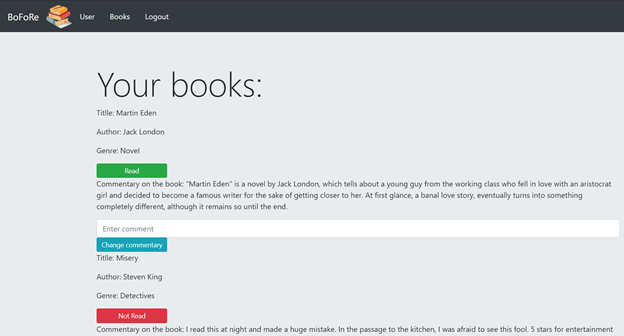 BoFoRe User Books Logout
Your books:
Titlle: Martin Eden
Author: Jack London
Genre: Novel
Read
Commentary on the book: "Martin Eden" is a novel by Jack London, which tells about a young guy from the working class who fell in love with an aristocrat
girl and decided to become a famous writer for the sake of getting closer to her. At first glance, a banal love story, eventually turns into something
completely different, although it remains so until the end.
Enter comment
Change commentary
Titlle: Misery
Author: Steven King
Genre: Detectives
Not Read
Commentary on the book: I read this at night and made a huge mistake. In the passage to the kitchen, I was afraid to see this fool. 5 stars for entertainment